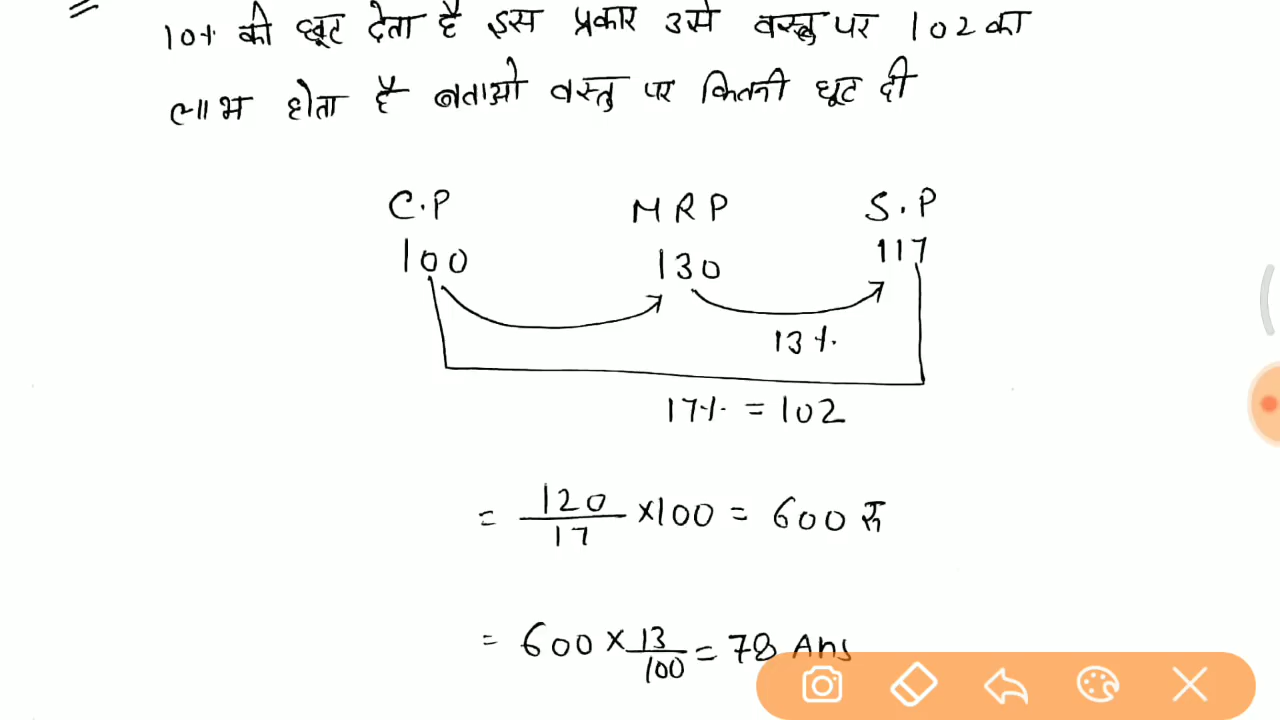 10% की छूट देता है इस प्रकार उसे वस्तु पर 102 का
लाभ होता है बताओ वस्तु पर कितनी छूट दी
C.P MRP S.P
100 130 117
13%
17% = 102
= 120/17 ×100 = 600 रु
= 600 × 13/100 = 78 Ans